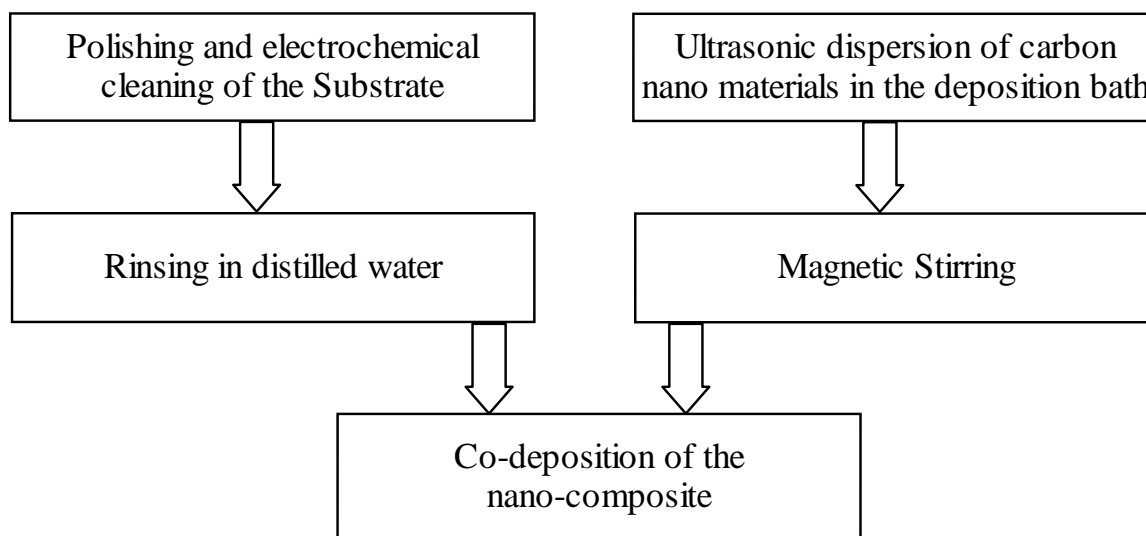 Polishing and electrochemical
cleaning of the Substrate
Ultrasonic dispersion of carbon
nano materials in the deposition bath
Rinsing in distilled water
Magnetic Stirring
Co-deposition of the
nano-composite